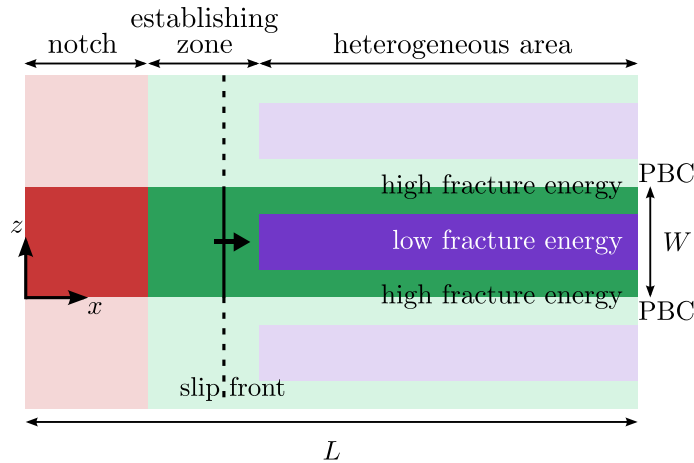 establishing
notch
zone
heterogeneous area
PBC
high fracture energy
z
low fracture energy
W
high fracture energy
x
PBC
slip front
L